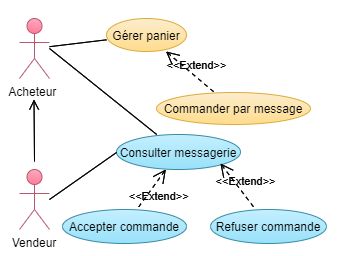 Gérer panier
<<Extend>>
Acheteur
Commander par message
Consulter messagerie
<<Extend>>
<<Extend>>
Accepter commande
Refuser commande
Vendeur